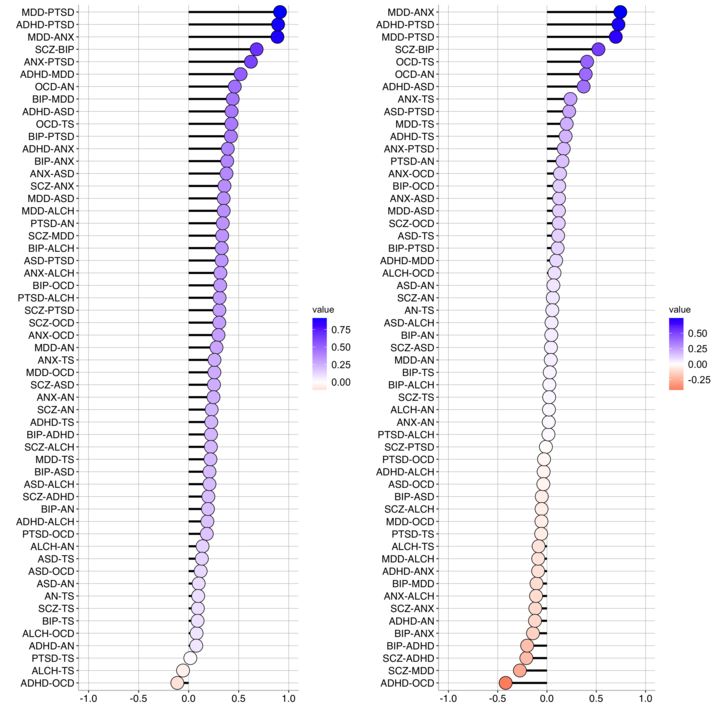 MDD-PTSD
ADHD-PTSD
MDD-ANX
SCZ-BIP
ANX-PTSD
ADHD-MDD
OCD-AN
BIP-MDD
ADHD-ASD
OCD-TS
BIP-PTSD
ADHD-ANX
BIP-ANX
ANX-ASD
SCZ-ANX
MDD-ASD
MDD-ALCH
PTSD-AN
SCZ-MDD
BIP-ALCH
ASD-PTSD
ANX-ALCH
BIP-OCD
PTSD-ALCH
SCZ-PTSD
SCZ-OCD
ANX-OCD
MDD-AN
ANX-TS
MDD-OCD
SCZ-ASD
ANX-AN
SCZ-AN
ADHD-TS
BIP-ADHD
SCZ-ALCH
MDD-TS
BIP-ASD
ASD-ALCH
SCZ-ADHD
BIP-AN
ADHD-ALCH
PTSD-OCD
ALCH-AN
ASD-TS
ASD-OCD
ASD-AN
AN-TS
SCZ-TS
BIP-TS
ALCH-OCD
ADHD-AN
PTSD-TS
ALCH-TS
ADHD-OCD
-1.0 -0.5 0.0 0.5 1.0
value
0.75
0.50
0.25
0.00
MDD-ANX
ADHD-PTSD
MDD-PTSD
SCZ-BIP
OCD-TS
OCD-AN
ADHD-ASD
ANX-TS
ASD-PTSD
MDD-TS
ADHD-TS
ANX-PTSD
PTSD-AN
ANX-OCD
BIP-OCD
ANX-ASD
MDD-ASD
SCZ-OCD
ASD-TS
BIP-PTSD
ADHD-MDD
ALCH-OCD
ASD-AN
SCZ-AN
AN-TS
ASD-ALCH
BIP-AN
SCZ-ASD
MDD-AN
BIP-TS
BIP-ALCH
SCZ-TS
ALCH-AN
ANX-AN
PTSD-ALCH
SCZ-PTSD
PTSD-OCD
ADHD-ALCH
ASD-OCD
BIP-ASD
SCZ-ALCH
MDD-OCD
PTSD-TS
ALCH-TS
MDD-ALCH
ADHD-ANX
BIP-MDD
ANX-ALCH
SCZ-ANX
ADHD-AN
BIP-ANX
BIP-ADHD
SCZ-ADHD
SCZ-MDD
ADHD-OCD
-1.0 -0.5 0.0 0.5 1.0
value
0.50
0.25
0.00
-0.25